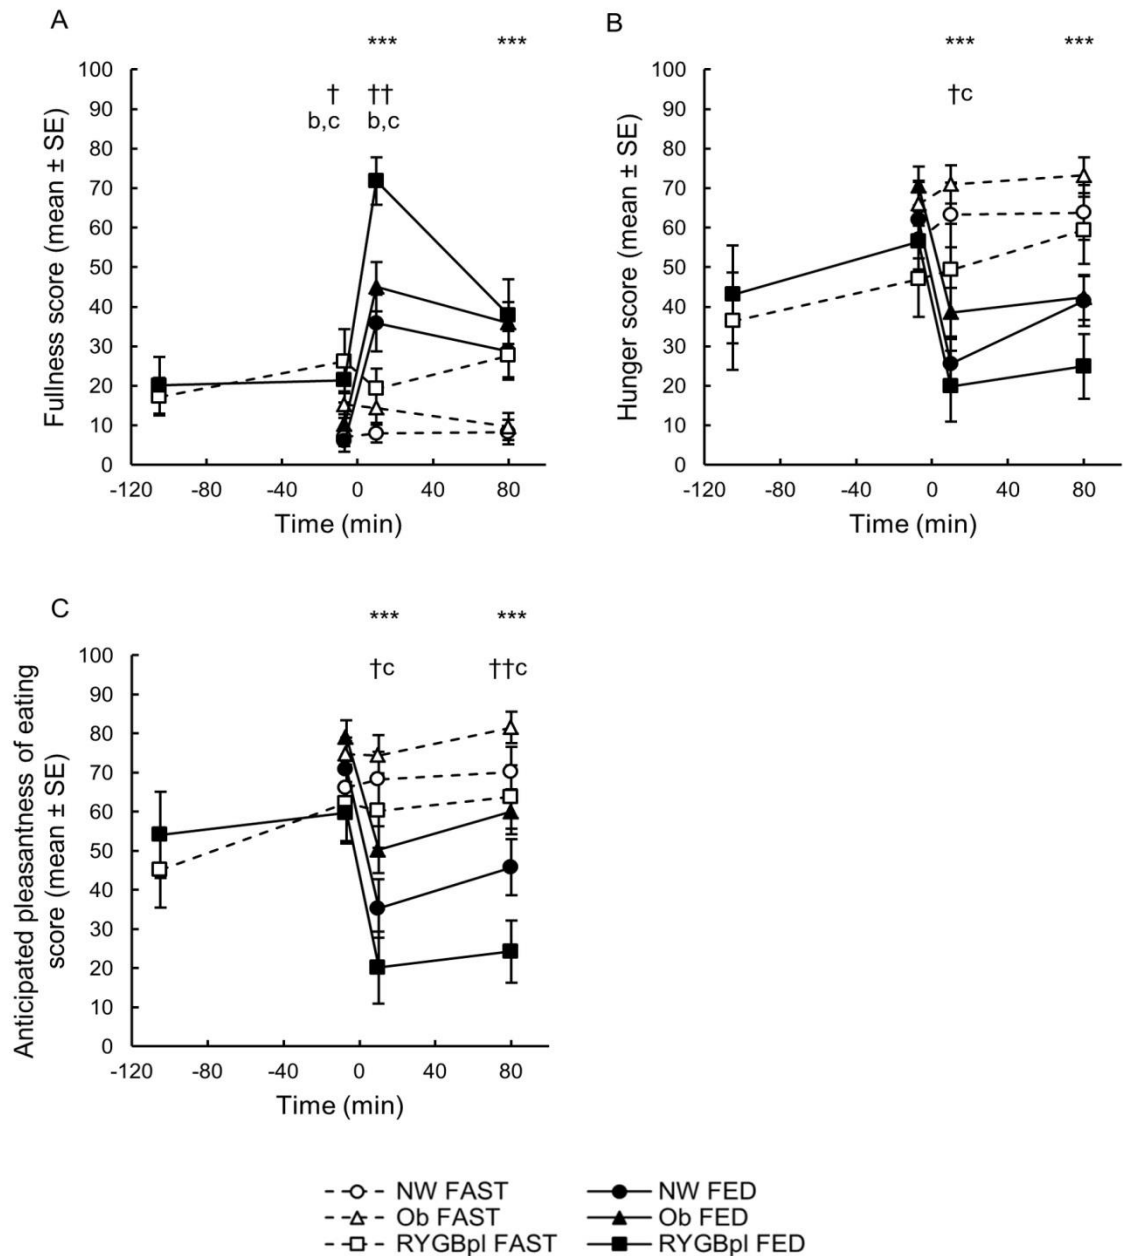 A
B
*** ***
*** ***
100
90
80
70
60
50
40
30
20
10
0
† ††
b,c b,c
Fullness score (mean ± SE)
-120 -80 -40 0 40 80
Time (min)
100
90
80
70
60
50
40
30
20
10
0
†c
Hunger score (mean ± SE)
-120 -80 -40 0 40 80
Time (min)
C
*** ***
100
90
80
70
60
50
40
30
20
10
0
†c ††c
Anticipated pleasantness of eating
score (mean ± SE)
-120 -80 -40 0 40 80
Time (min)
NW FAST NW FED
Ob FAST Ob FED
RYGBpl FAST RYGBpl FED